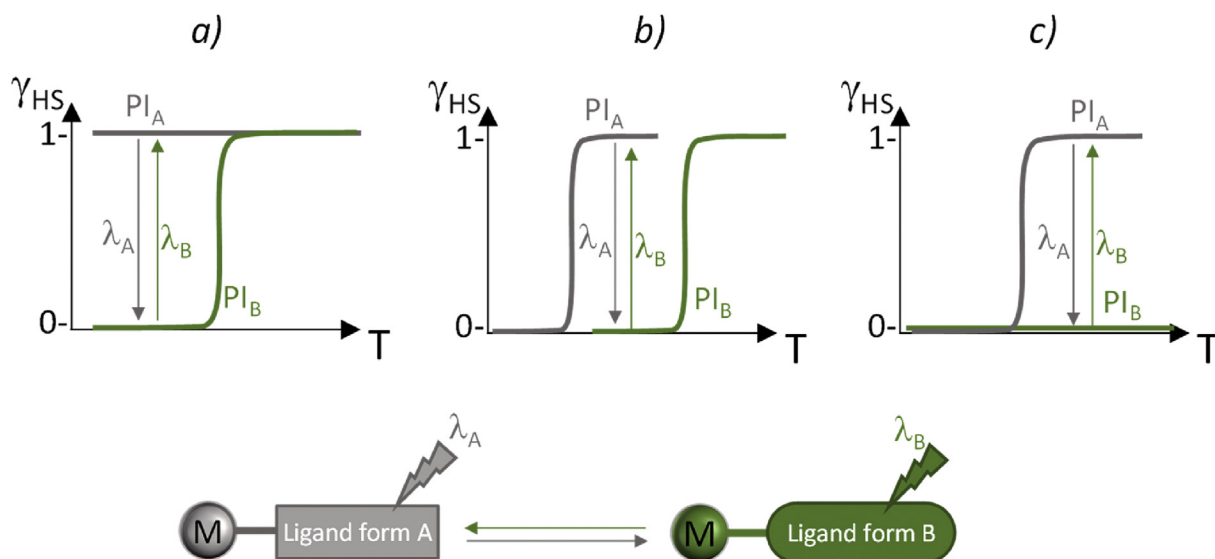 a)
γHS
PIA
1-
λA
λB
PIB
0-
T
b)
γHS
PIA
1-
λA
λB
PIB
0-
T
c)
γHS
PIA
1-
λA
λB
PIB
0-
T
λA
λB
M
Ligand form A
M
Ligand form B